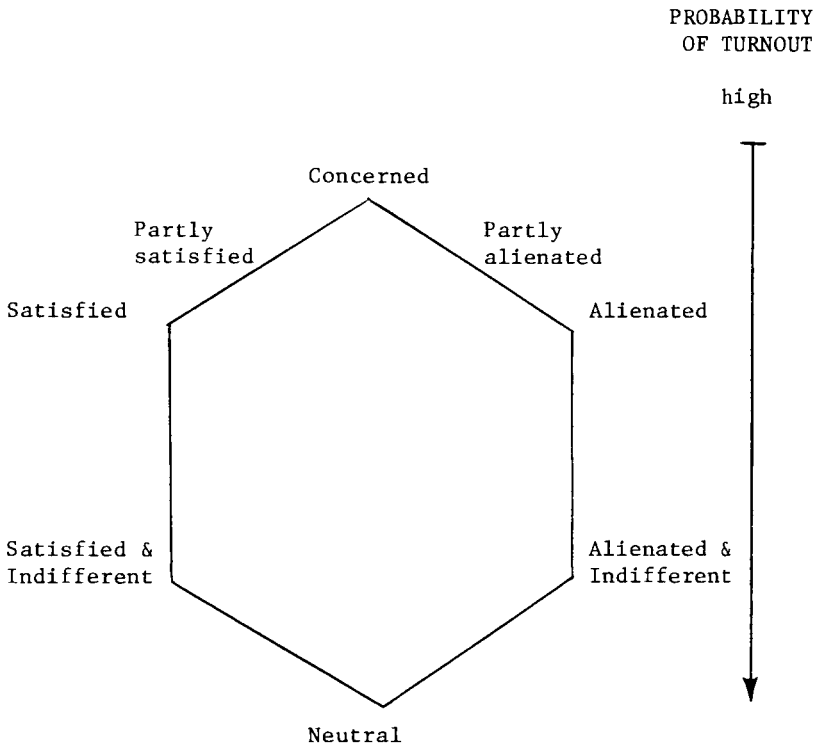 PROBABILITY
OF TURNOUT
high
Concerned
Partly
satisfied
Partly
alienated
Satisfied
Alienated
Satisfied &
Indifferent
Alienated &
Indifferent
Neutral